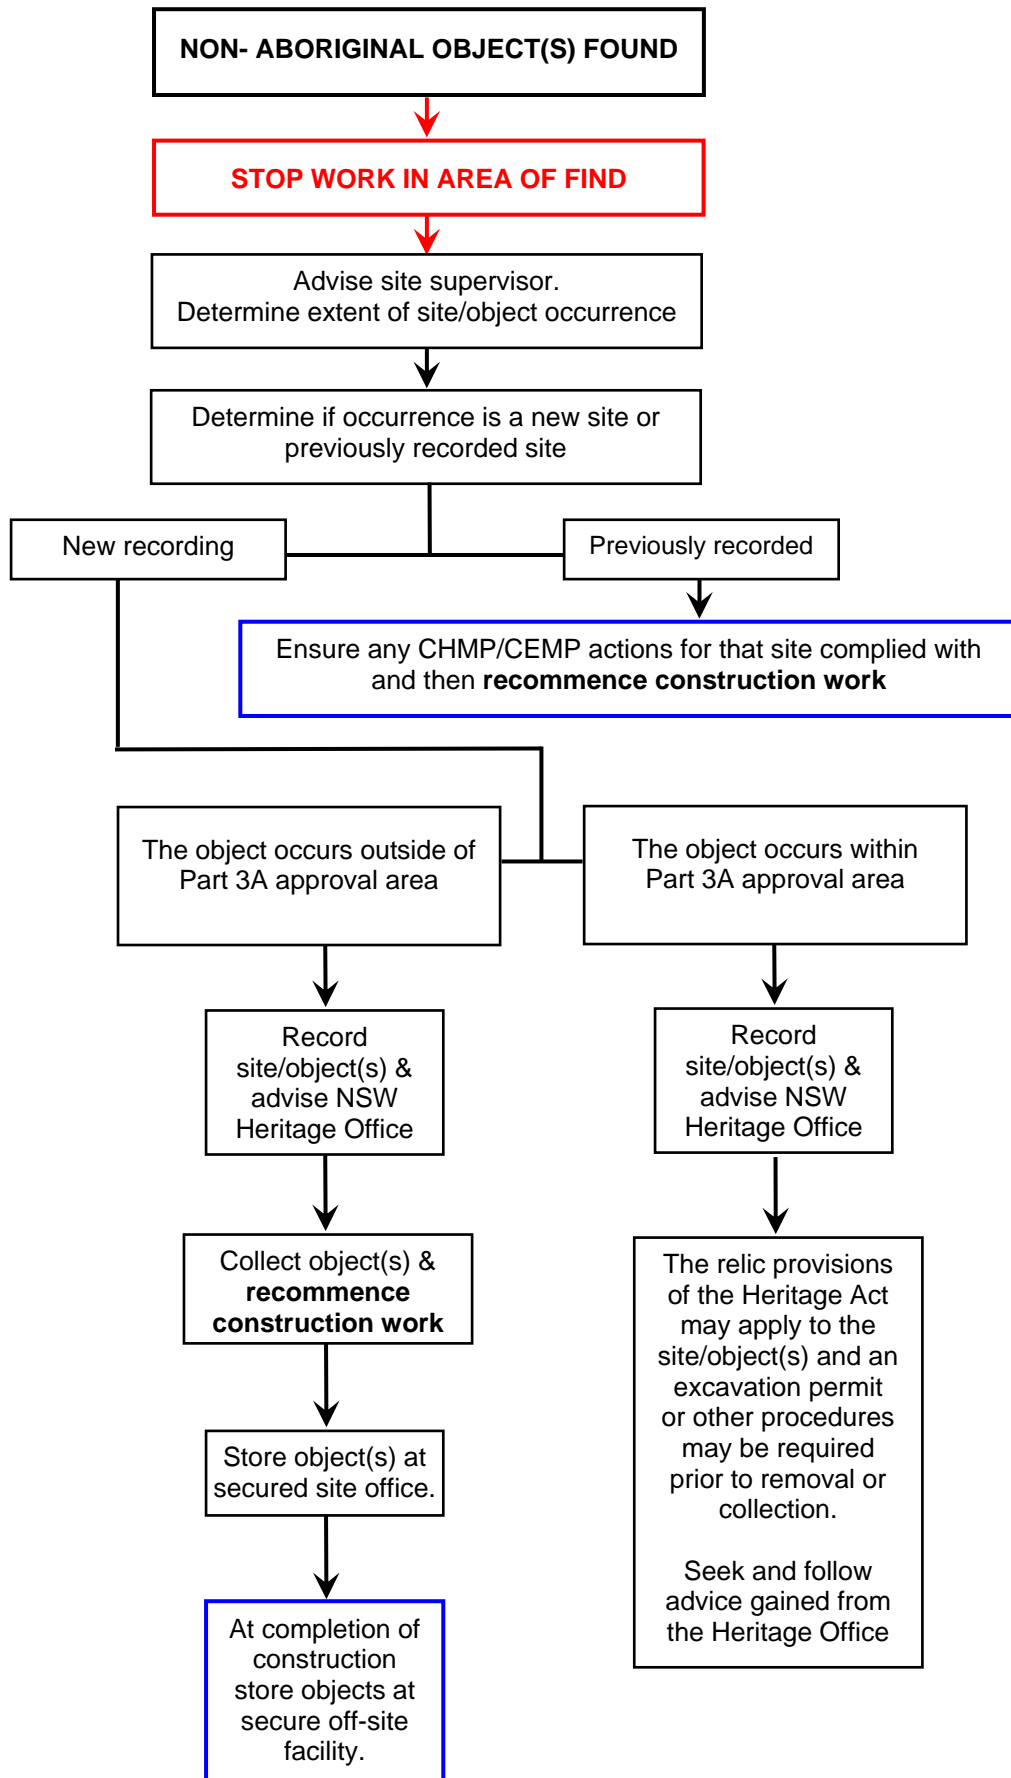 NON- ABORIGINAL OBJECT(S) FOUND
STOP WORK IN AREA OF FIND
Advise site supervisor.
Determine extent of site/object occurrence
Determine if occurrence is a new site or
previously recorded site
New recording
Previously recorded
Ensure any CHMP/CEMP actions for that site complied with
and then recommence construction work
The object occurs outside of
Part 3A approval area
The object occurs within
Part 3A approval area
Record
site/object(s) &
advise NSW
Heritage Office
Record
site/object(s) &
advise NSW
Heritage Office
Collect object(s) &
recommence
construction work
The relic provisions
of the Heritage Act
may apply to the
site/object(s) and an
excavation permit
or other procedures
may be required
prior to removal or
collection.
Seek and follow
advice gained from
the Heritage Office
Store object(s) at
secured site office.
At completion of
construction
store objects at
secure off-site
facility.